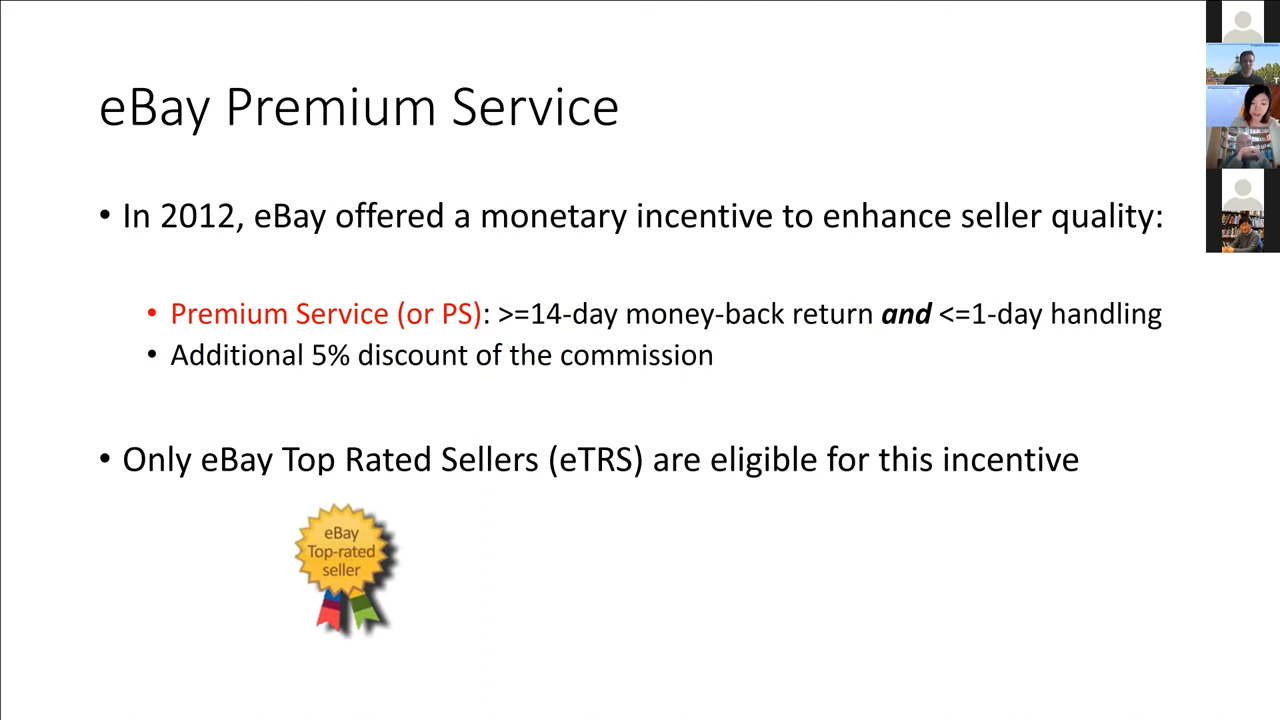 eBay Premium Service
• In 2012, eBay offered a monetary incentive to enhance seller quality:
• Premium Service (or PS): >=14-day money-back return and <=1-day handling
• Additional 5% discount of the commission
• Only eBay Top Rated Sellers (eTRS) are eligible for this incentive
eBay
Top-rated
seller